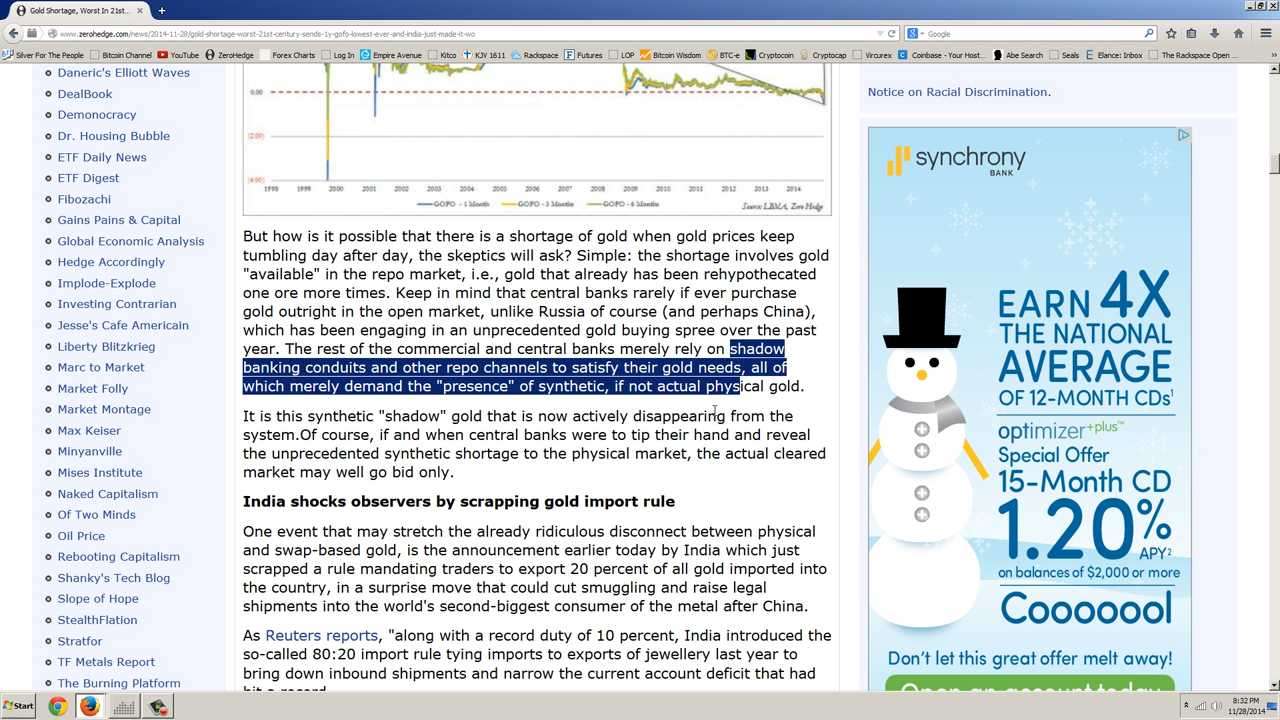 Gold Shortage, Worst In 21st...
www.zerohedge.com/news/2014-11-28/gold-shortage-worst-21st-century-sends-1y-gofo-lowest-ever-and-india-just-made-it-wo
Google
Silver For The People ...
Bitcoin Channel
YouTube
ZeroHedge
Forex Charts
Log In
Empire Avenue
Kitco
KJV 1611
Rackspace
Futures
LOP
Bitcoin Wisdom
BTC-e
Cryptocoin
Cryptocap
Vircurex
Coinbase - Your Host...
Abe Search
Seals
Elance: Inbox
The Rackspace Open ...
Daneric's Elliott Waves
DealBook
Demonocracy
Dr. Housing Bubble
ETF Daily News
ETF Digest
Fibozachi
Gains Pains & Capital
Global Economic Analysis
Hedge Accordingly
Implode-Explode
Investing Contrarian
Jesse's Cafe Americain
Liberty Blitzkrieg
Marc to Market
Market Folly
Market Montage
Max Keiser
Minyanville
Mises Institute
Naked Capitalism
Of Two Minds
Oil Price
Rebooting Capitalism
Shanky's Tech Blog
Slope of Hope
StealthFlation
Stratfor
TF Metals Report
The Burning Platform
0.00
(2.00)
(4.00)
1998 1999 2000 2001 2002 2003 2004 2005 2006 2007 2008 2009 2010 2011 2012 2013 2014
GOFO - 1 Month GOFO - 3 Months GOFO - 6 Months
Source: LBMA, Zero Hedge
But how is it possible that there is a shortage of gold when gold prices keep
tumbling day after day, the skeptics will ask? Simple: the shortage involves gold
"available" in the repo market, i.e., gold that already has been rehypothecated
one ore more times. Keep in mind that central banks rarely if ever purchase
gold outright in the open market, unlike Russia of course (and perhaps China),
which has been engaging in an unprecedented gold buying spree over the past
year. The rest of the commercial and central banks merely rely on shadow
banking conduits and other repo channels to satisfy their gold needs, all of
which merely demand the "presence" of synthetic, if not actual physical gold.
It is this synthetic "shadow" gold that is now actively disappearing from the
system.Of course, if and when central banks were to tip their hand and reveal
the unprecedented synthetic shortage to the physical market, the actual cleared
market may well go bid only.
India shocks observers by scrapping gold import rule
One event that may stretch the already ridiculous disconnect between physical
and swap-based gold, is the announcement earlier today by India which just
scrapped a rule mandating traders to export 20 percent of all gold imported into
the country, in a surprise move that could cut smuggling and raise legal
shipments into the world's second-biggest consumer of the metal after China.
As Reuters reports, "along with a record duty of 10 percent, India introduced the
so-called 80:20 import rule tying imports to exports of jewellery last year to
bring down inbound shipments and narrow the current account deficit that had
hit a record
Notice on Racial Discrimination.
synchrony
BANK
EARN 4X
THE NATIONAL
AVERAGE
OF 12-MONTH CDs¹
optimizer+plus™
Special Offer
15-Month CD
1.20%
APY²
on balances of $2,000 or more
Cooooool
Don't let this great offer melt away!
Open an account today
Start
8:32 PM
11/28/2014